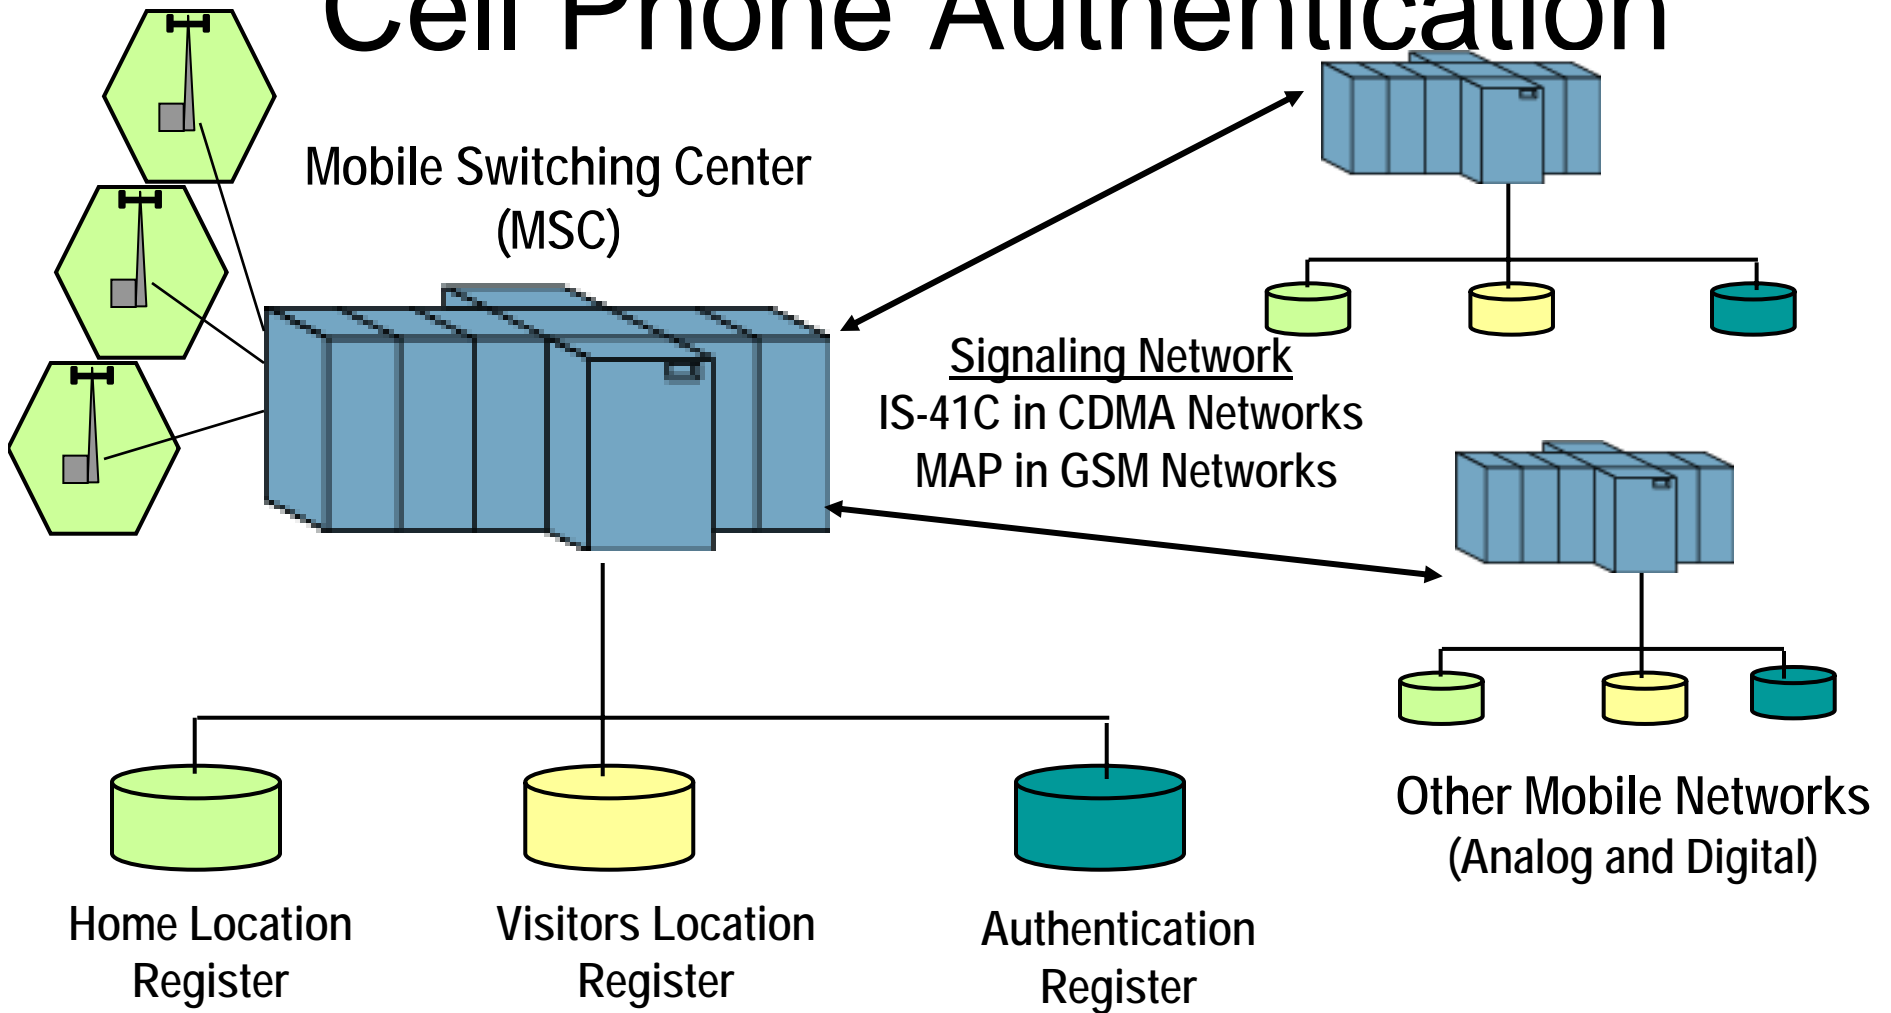 Cell Phone Authentication
Mobile Switching Center
(MSC)
Signaling Network
IS-41C in CDMA Networks
MAP in GSM Networks
Other Mobile Networks
(Analog and Digital)
Home Location
Register
Visitors Location
Register
Authentication
Register